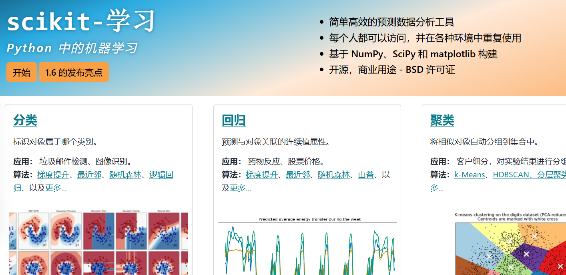 scikit-学习
Python 中的机器学习
开始
1.6 的发布亮点
简单高效的预测数据分析工具
每个人都可以访问，并在各种环境中重复使用
基于 NumPy、SciPy 和 matplotlib 构建
开源，商业用途 - BSD 许可证
分类
标识对象属于哪个类别。
应用： 垃圾邮件检测、图像识别。
算法：梯度提升、最近邻、随机森林、逻辑回
归、以及更多...
回归
预测与对象关联的连续值属性。
应用： 药物反应、股票价格。
算法：梯度提升、最近邻、随机森林、山脊、以
及更多...
Predicted average energy transfer during the week
聚类
将相似对象自动分组到集合中。
应用： 客户细分，对实验结果进行分组
算法：k-Means、HDBSCAN、分层聚类
多...
K-means clustering on the digits dataset (PCA-reduced
Centroids are marked with white cross